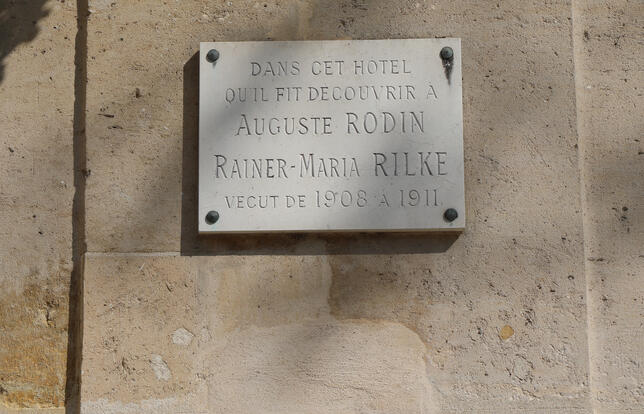 DANS CET HOTEL
QU'IL FIT DECOUVRIR À
AUGUSTE RODIN
RAINER-MARIA RILKE
VECUT DE 1908 À 1911